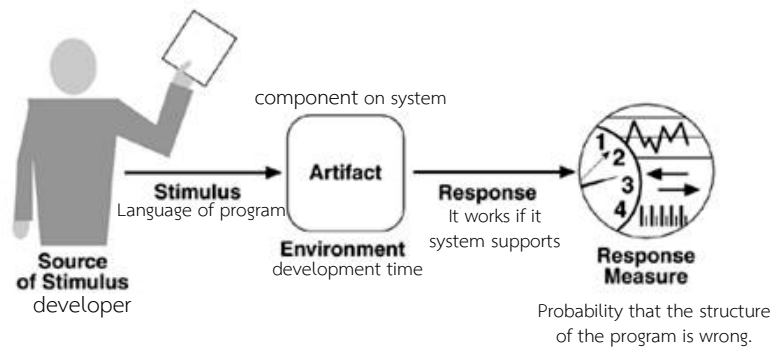 component on system
Artifact
Stimulus
Language of program
Response
It works if it
system supports
Environment
development time
Source
of Stimulus
developer
1
2
3
4
Response
Measure
Probability that the structure
of the program is wrong.